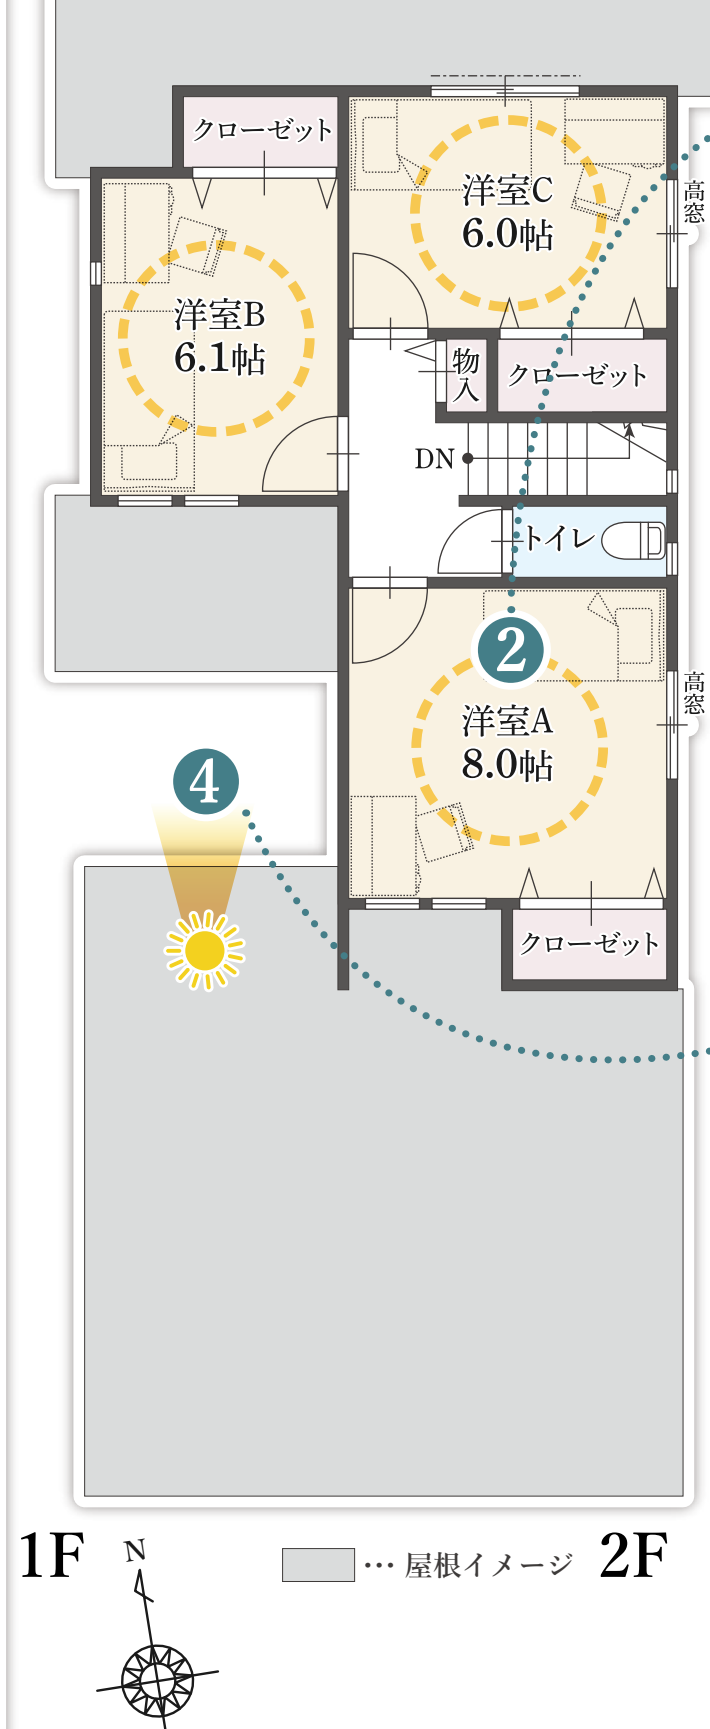 クローゼット
洋室C
6.0帖
高窓
洋室B
6.1帖
物入
クローゼット
DN
トイレ
2
洋室A
8.0帖
高窓
4
クローゼット
1F
N
… 屋根イメージ
2F